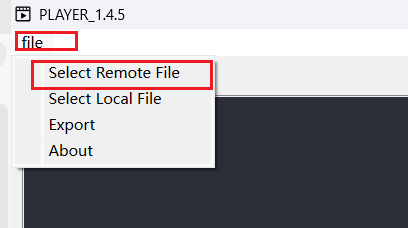 PLAYER_1.4.5
file
Select Remote File
Select Local File
Export
About